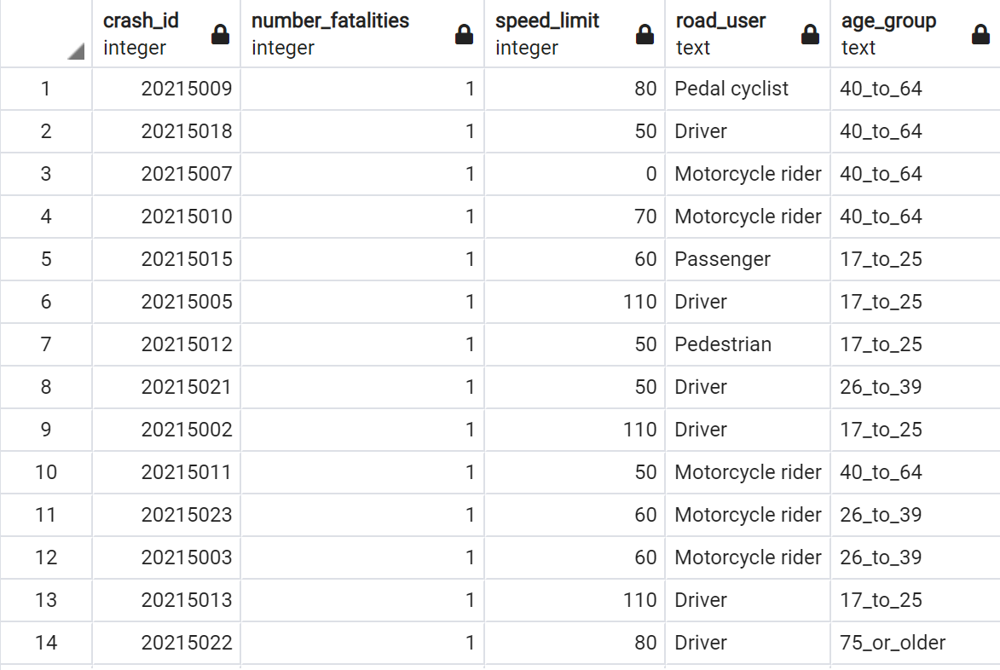 crash_id number_fatalities speed_limit road_user age_group
integer integer integer text text
1 20215009 1 80 Pedal cyclist 40_to_64
2 20215018 1 50 Driver 40_to_64
3 20215007 1 0 Motorcycle rider 40_to_64
4 20215010 1 70 Motorcycle rider 40_to_64
5 20215015 1 60 Passenger 17_to_25
6 20215005 1 110 Driver 17_to_25
7 20215012 1 50 Pedestrian 17_to_25
8 20215021 1 50 Driver 26_to_39
9 20215002 1 110 Driver 17_to_25
10 20215011 1 50 Motorcycle rider 40_to_64
11 20215023 1 60 Motorcycle rider 26_to_39
12 20215003 1 60 Motorcycle rider 26_to_39
13 20215013 1 110 Driver 17_to_25
14 20215022 1 80 Driver 75_or_older